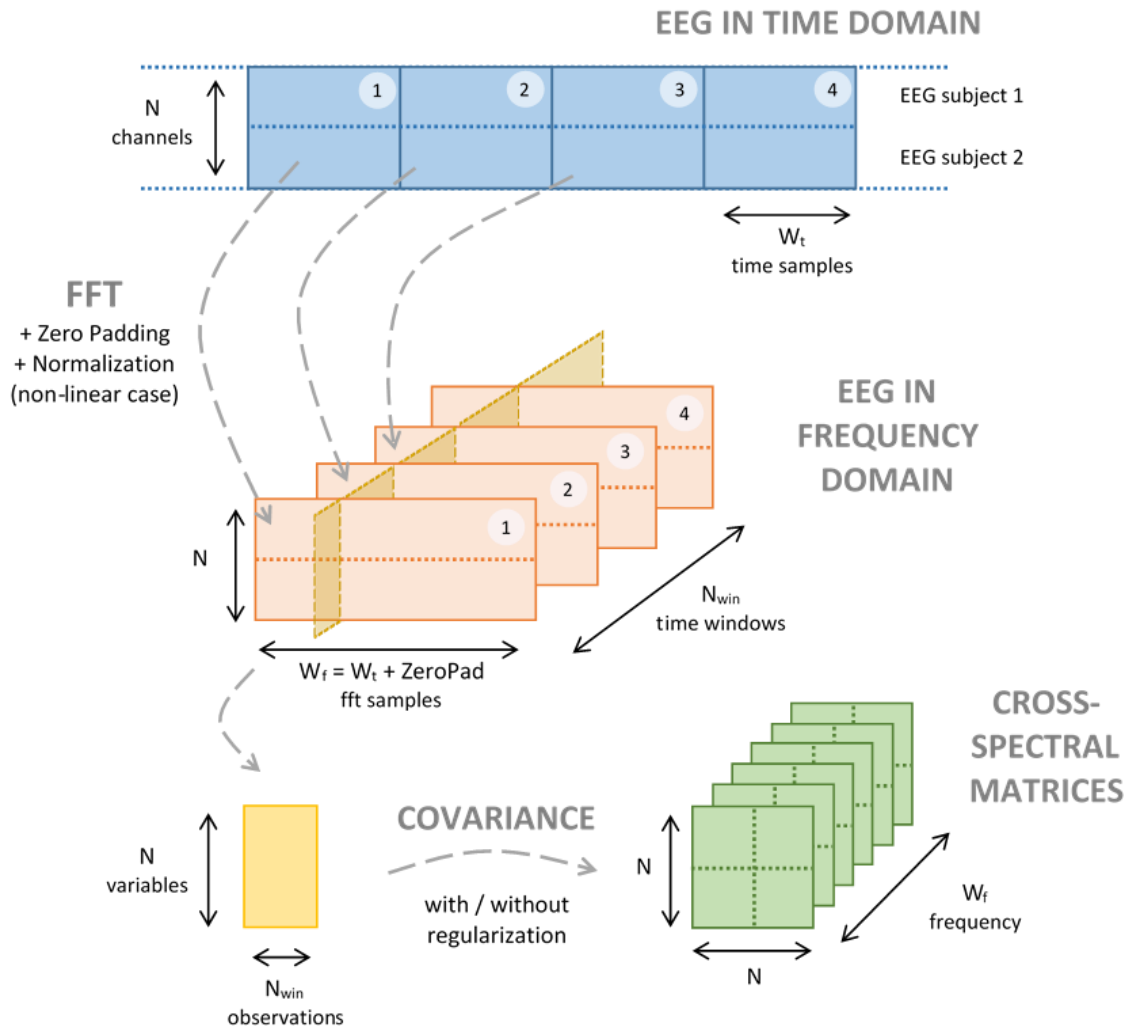 EEG IN TIME DOMAIN
1
2
3
4
N
channels
EEG subject 1
EEG subject 2
Wt
time samples
FFT
+ Zero Padding
+ Normalization
(non-linear case)
EEG IN
FREQUENCY
DOMAIN
4
3
2
1
N
Nwin
time windows
Wf = Wt + ZeroPad
fft samples
CROSS-
SPECTRAL
MATRICES
N
variables
COVARIANCE
with / without
regularization
N
Wf
frequency
N
Nwin
observations